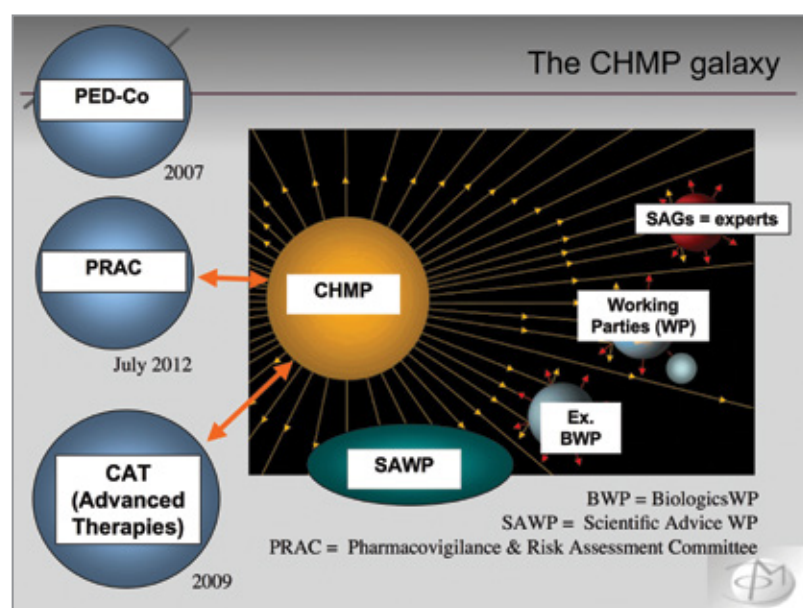 The CHMP galaxy
PED-Co
2007
PRAC
July 2012
CAT
(Advanced
Therapies)
2009
CHMP
SAGs = experts
Working
Parties (WP)
Ex.
BWP
SAWP
BWP = BiologicsWP
SAWP = Scientific Advice WP
PRAC = Pharmacovigilance & Risk Assessment Committee